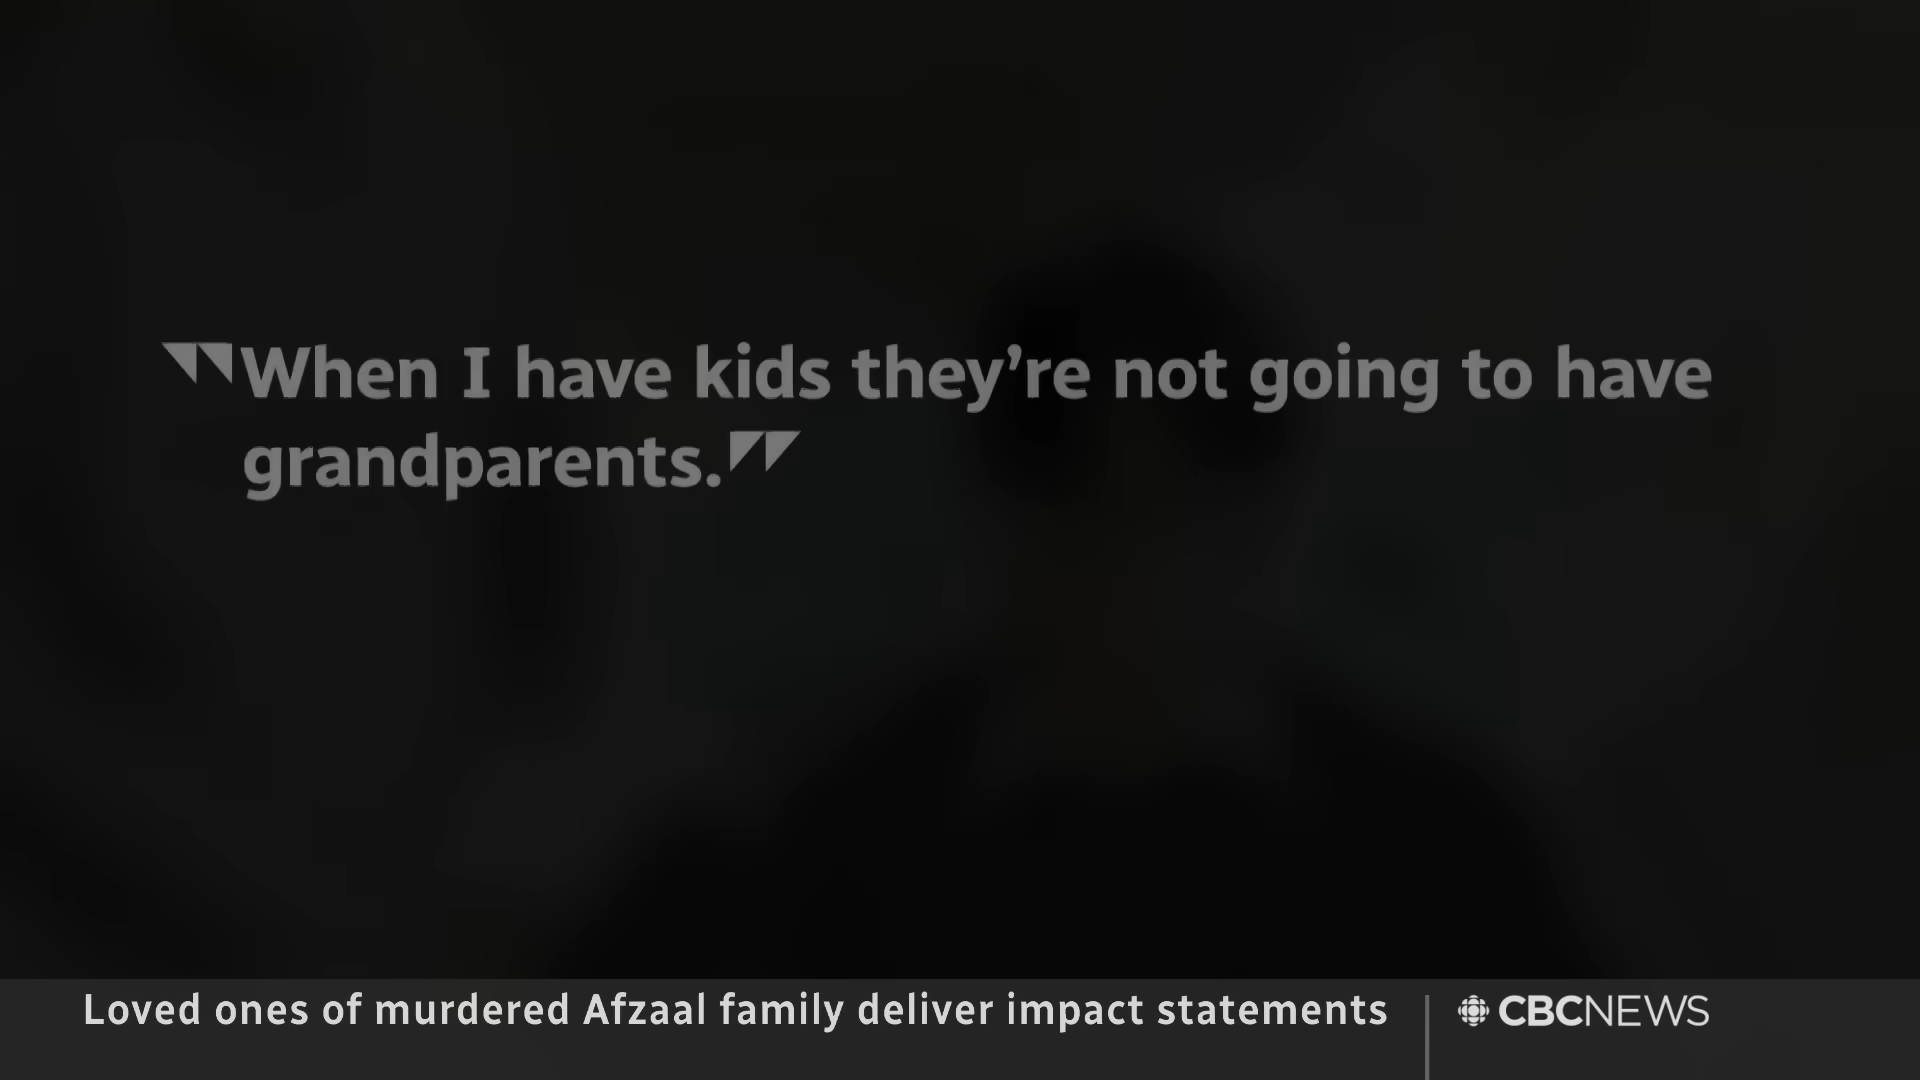 "When I have kids they’re not going to have
grandparents."
Loved ones of murdered Afzaal family deliver impact statements
CBCNEWS